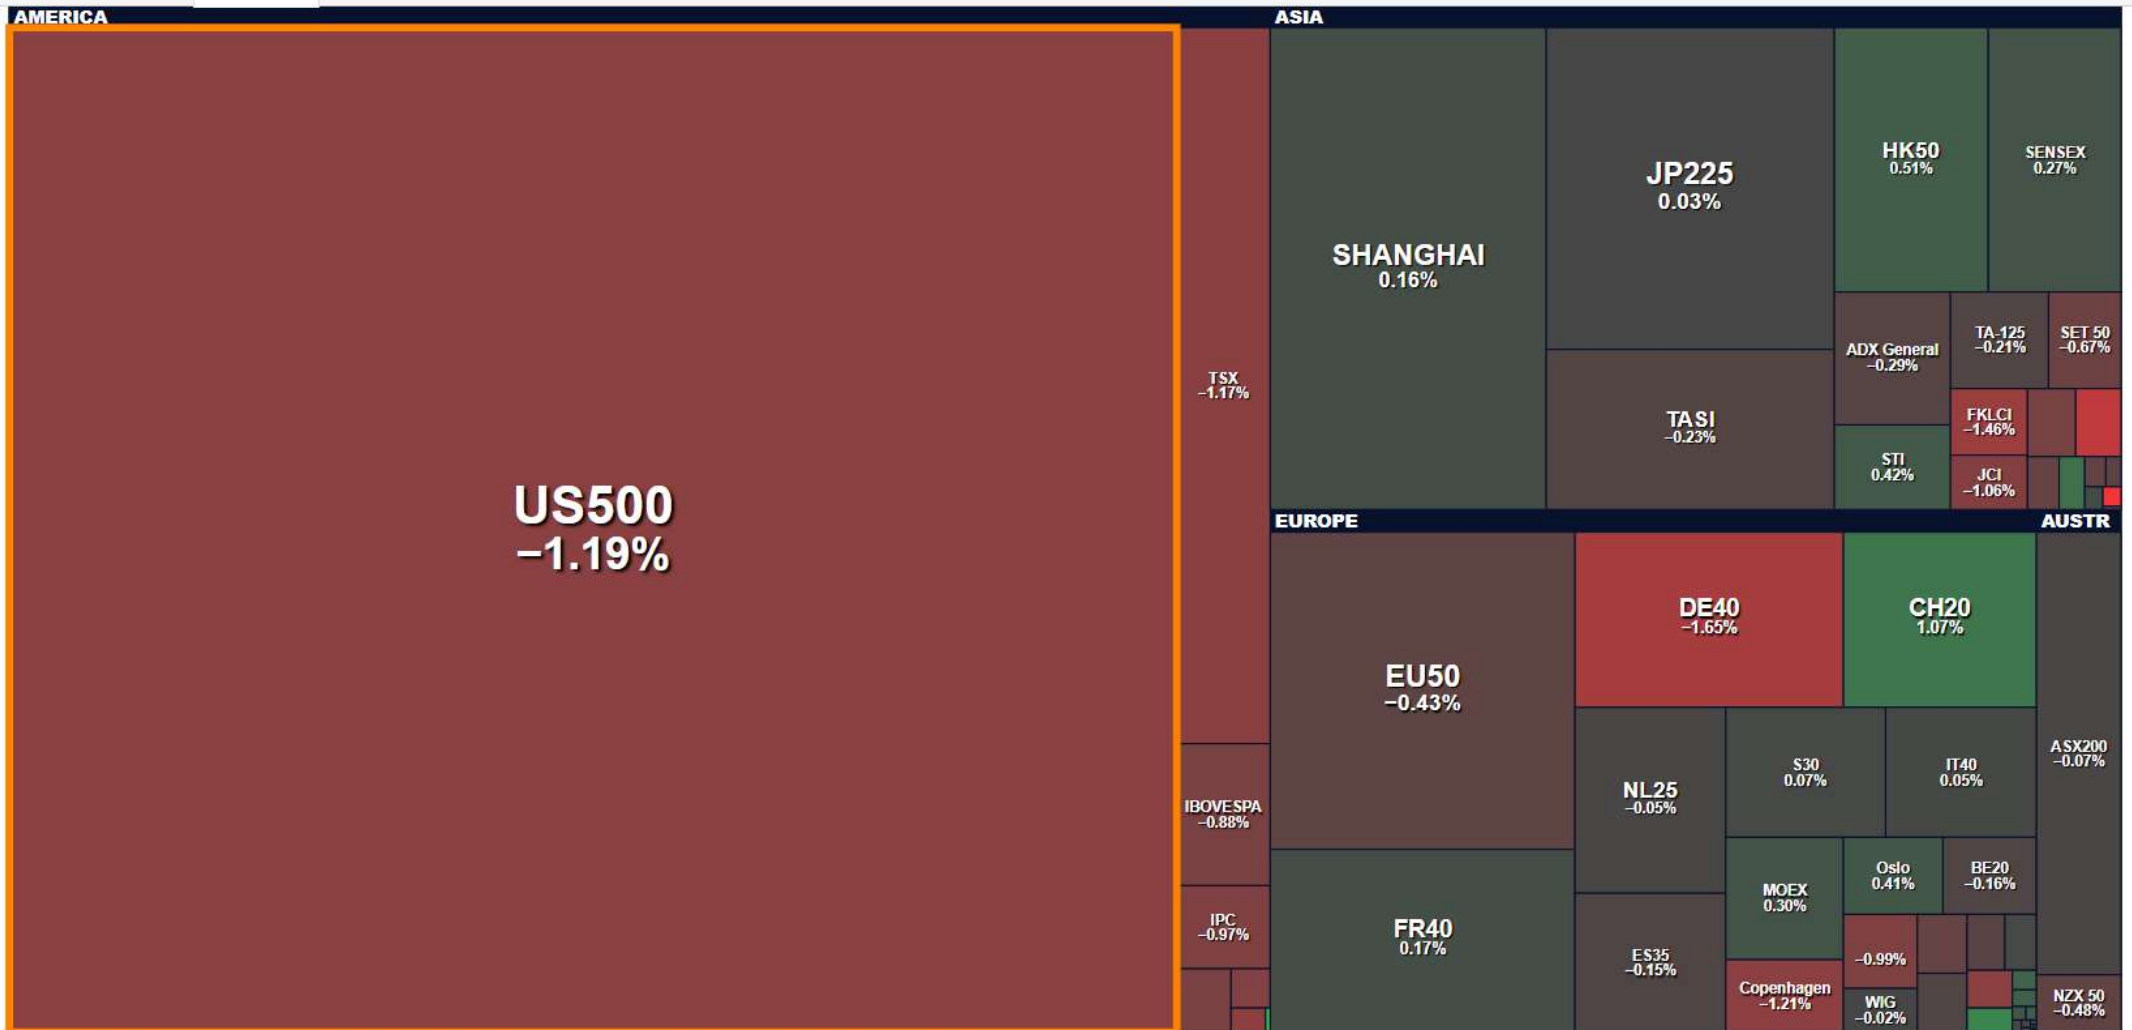 AMERICA
US500
−1.19%
TSX
−1.17%
IBOVESPA
−0.88%
IPC
−0.97%
ASIA
SHANGHAI
0.16%
JP225
0.03%
TASI
−0.23%
HK50
0.51%
SENSEX
0.27%
ADX General
−0.29%
TA-125
−0.21%
SET 50
−0.67%
STI
0.42%
FKLCI
−1.46%
JCI
−1.06%
EUROPE
EU50
−0.43%
FR40
0.17%
DE40
−1.65%
CH20
1.07%
NL25
−0.05%
S30
0.07%
IT40
0.05%
ES35
−0.15%
MOEX
0.30%
Oslo
0.41%
BE20
−0.16%
Copenhagen
−1.21%
−0.99%
WIG
−0.02%
AUSTR
ASX200
−0.07%
NZX 50
−0.48%